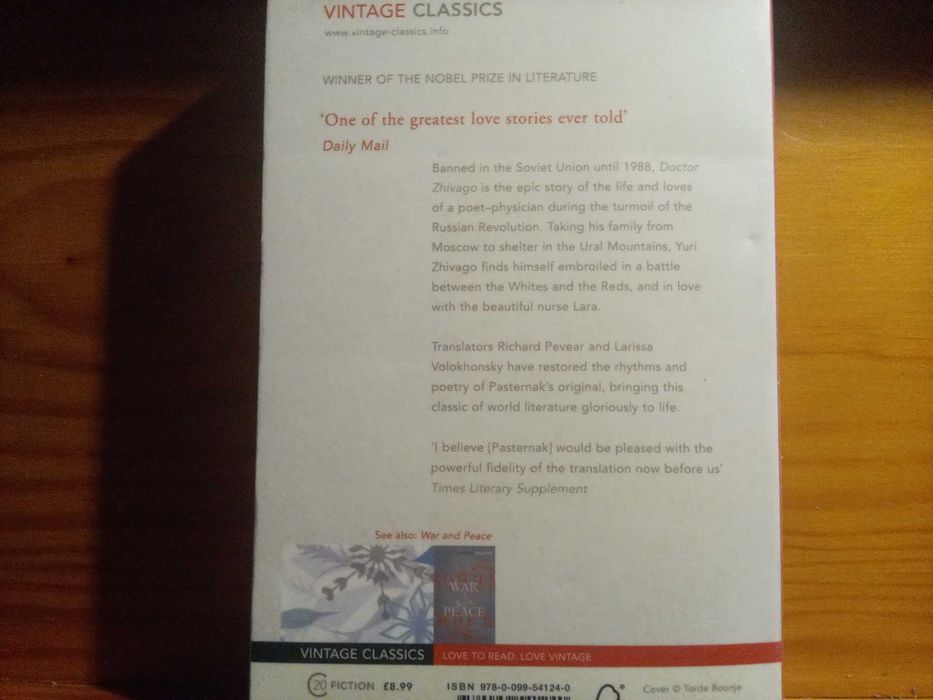 VINTAGE CLASSICS
www.vintage-classics.info
WINNER OF THE NOBEL PRIZE IN LITERATURE
‘One of the greatest love stories ever told’
Daily Mail
Banned in the Soviet Union until 1988, Doctor
Zhivago is the epic story of the life and loves
of a poet–physician during the turmoil of the
Russian Revolution. Taking his family from
Moscow to shelter in the Ural Mountains, Yuri
Zhivago finds himself embroiled in a battle
between the Whites and the Reds, and in love
with the beautiful nurse Lara.
Translators Richard Pevear and Larissa
Volokhonsky have restored the rhythms and
poetry of Pasternak's original, bringing this
classic of world literature gloriously to life.
'I believe [Pasternak] would be pleased with the
powerful fidelity of the translation now before us'
Times Literary Supplement
See also: War and Peace
WAR
PEACE
VINTAGE CLASSICS LOVE TO READ: LOVE VINTAGE
20 FICTION £8.99 ISBN 978-0-099-54124-0
Cover © Torde Boonje